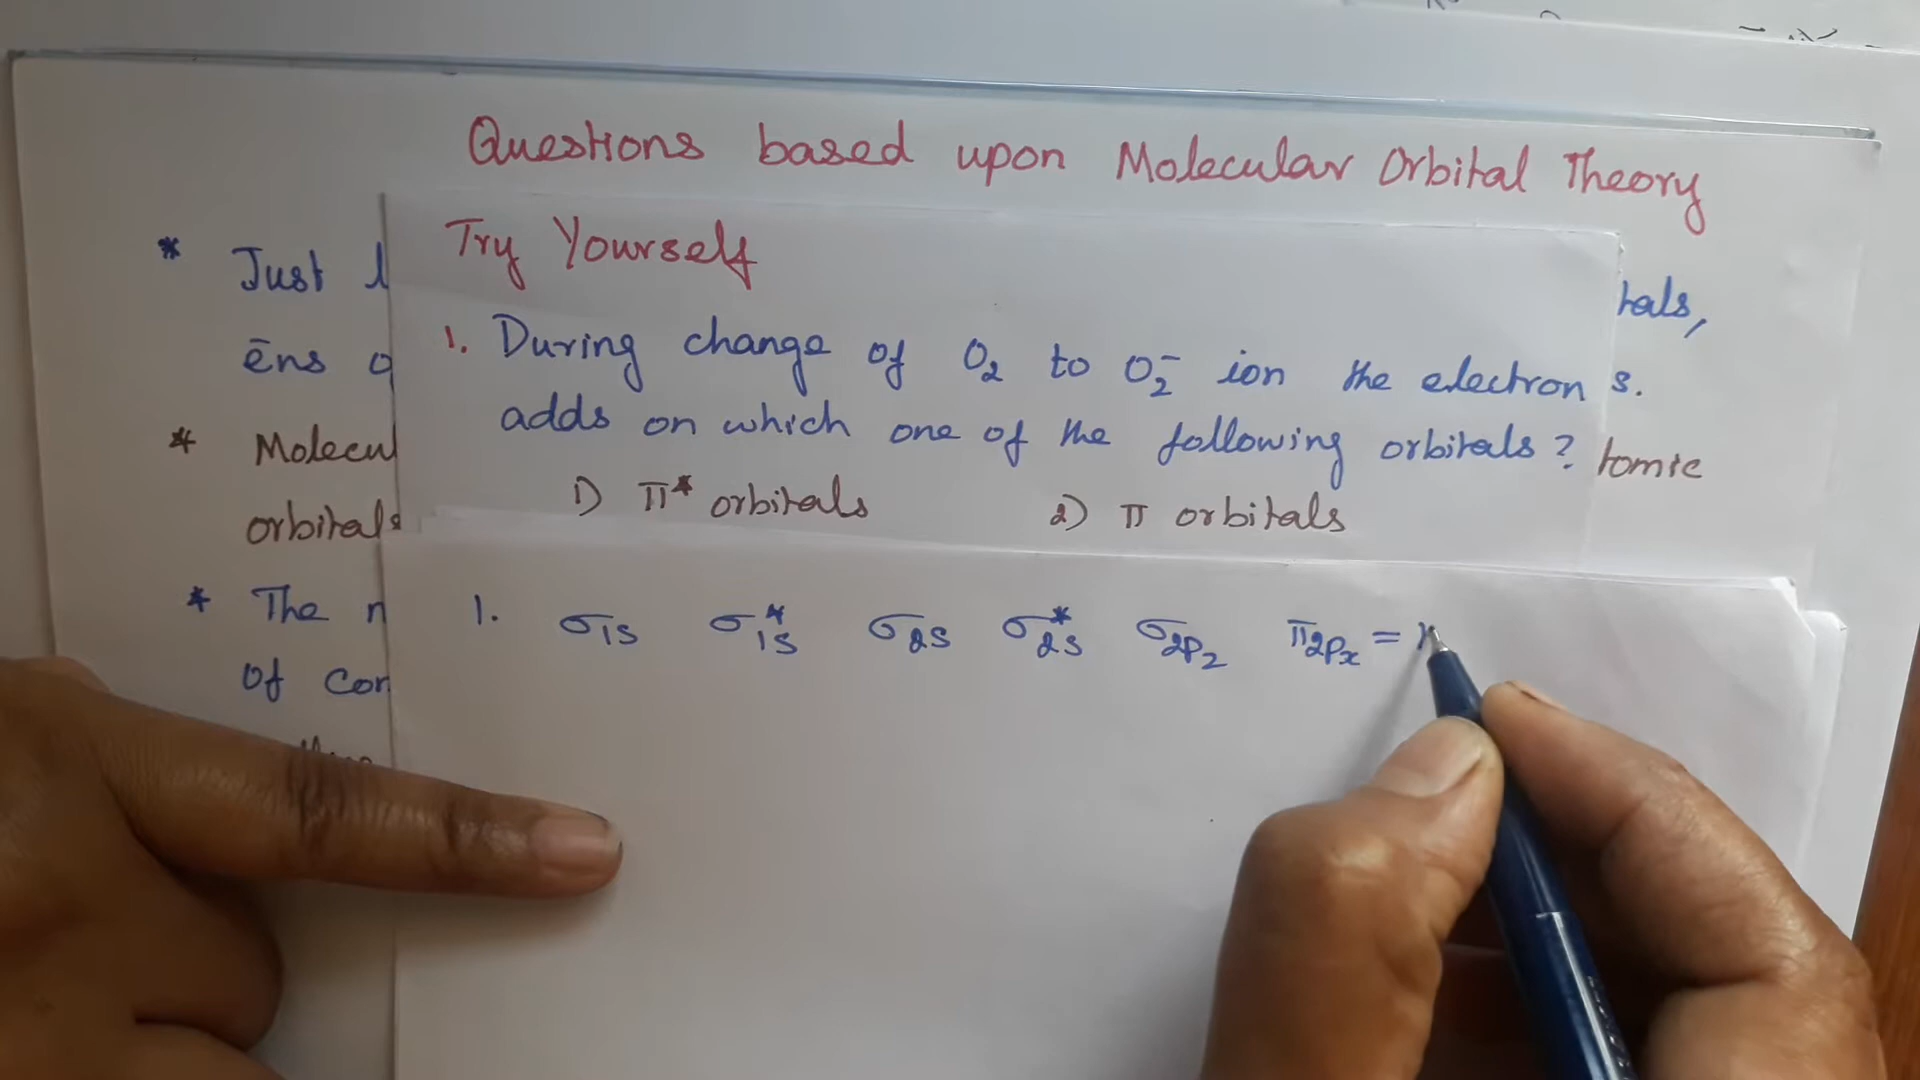 Questions based upon Molecular Orbital Theory
Try Yourself
* Just
tals,
ēns
1. During change of O₂ to O₂⁻ ion the electron
s.
adds on which one of the following orbitals?
* Molecul
tomic
1) π* orbitals 2) π orbitals
orbitals
* The
1. σ1s σ*1s σ2s σ*2s σ2pz π2px =
Of con